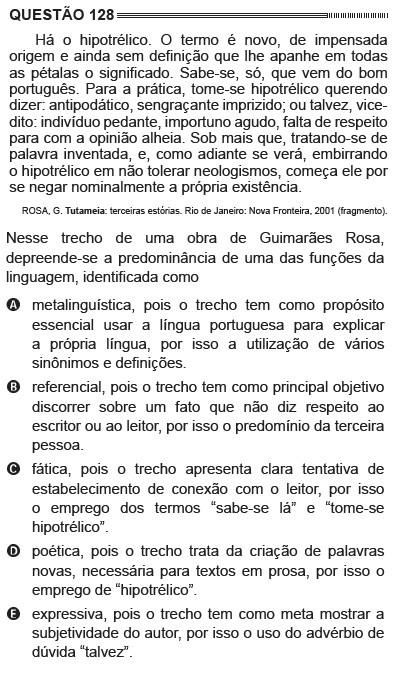 QUESTÃO 128
Há o hipotrélico. O termo é novo, de impensada
origem e ainda sem definição que lhe apanhe em todas
as pétalas o significado. Sabe-se, só, que vem do bom
português. Para a prática, tome-se hipotrélico querendo
dizer: antipodático, sengraçante imprizido; ou talvez, vice-
dito: indivíduo pedante, importuno agudo, falta de respeito
para com a opinião alheia. Sob mais que, tratando-se de
palavra inventada, e, como adiante se verá, embirrando
o hipotrélico em não tolerar neologismos, começa ele por
se negar nominalmente a própria existência.
ROSA, G. Tutameia: terceiras estórias. Rio de Janeiro: Nova Fronteira, 2001 (fragmento).
Nesse trecho de uma obra de Guimarães Rosa,
depreende-se a predominância de uma das funções da
linguagem, identificada como
A metalinguística, pois o trecho tem como propósito
essencial usar a língua portuguesa para explicar
a própria língua, por isso a utilização de vários
sinônimos e definições.
B referencial, pois o trecho tem como principal objetivo
discorrer sobre um fato que não diz respeito ao
escritor ou ao leitor, por isso o predomínio da terceira
pessoa.
C fática, pois o trecho apresenta clara tentativa de
estabelecimento de conexão com o leitor, por isso
o emprego dos termos “sabe-se lá” e “tome-se
hipotrélico”.
D poética, pois o trecho trata da criação de palavras
novas, necessária para textos em prosa, por isso o
emprego de “hipotrélico”.
E expressiva, pois o trecho tem como meta mostrar a
subjetividade do autor, por isso o uso do advérbio de
dúvida “talvez”.